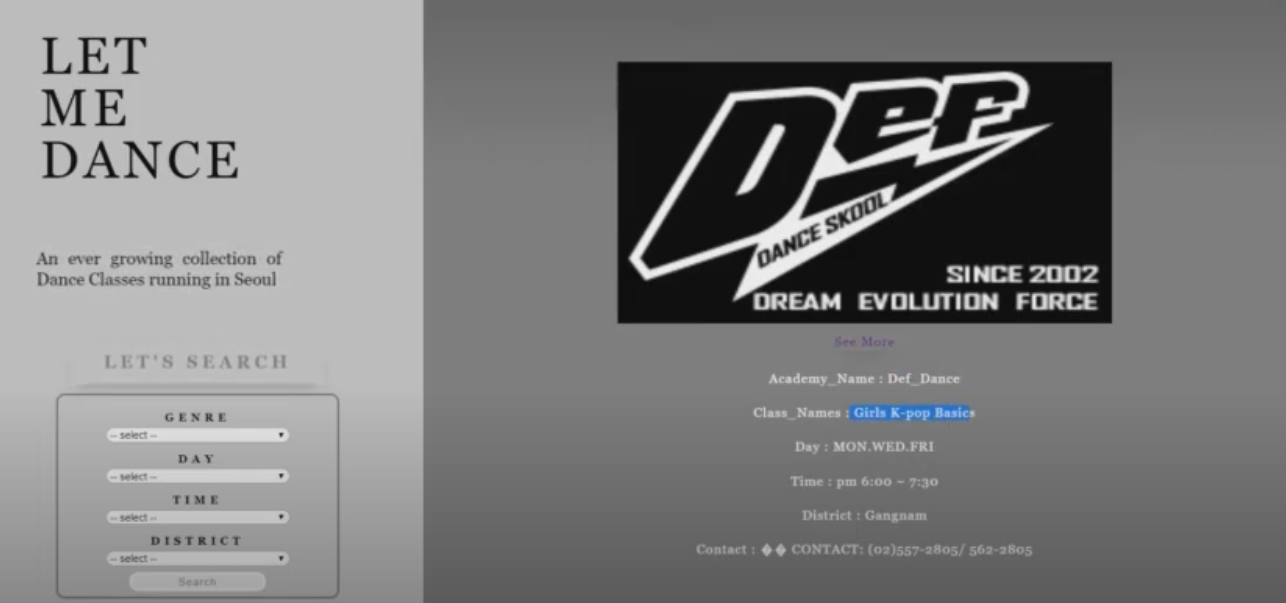 LET
ME
DANCE
An ever growing collection of
Dance Classes running in Seoul
LET'S SEARCH
GENRE
-- select --
DAY
-- select --
TIME
-- select --
DISTRICT
-- select --
Search
Def
DANCE SKOOL
SINCE 2002
DREAM EVOLUTION FORCE
See More
Academy_Name : Def_Dance
Class_Names : Girls K-pop Basics
Day : MON.WED.FRI
Time : pm 6:00 ~ 7:30
District : Gangnam
Contact : �� CONTACT: (02)557-2805/ 562-2805